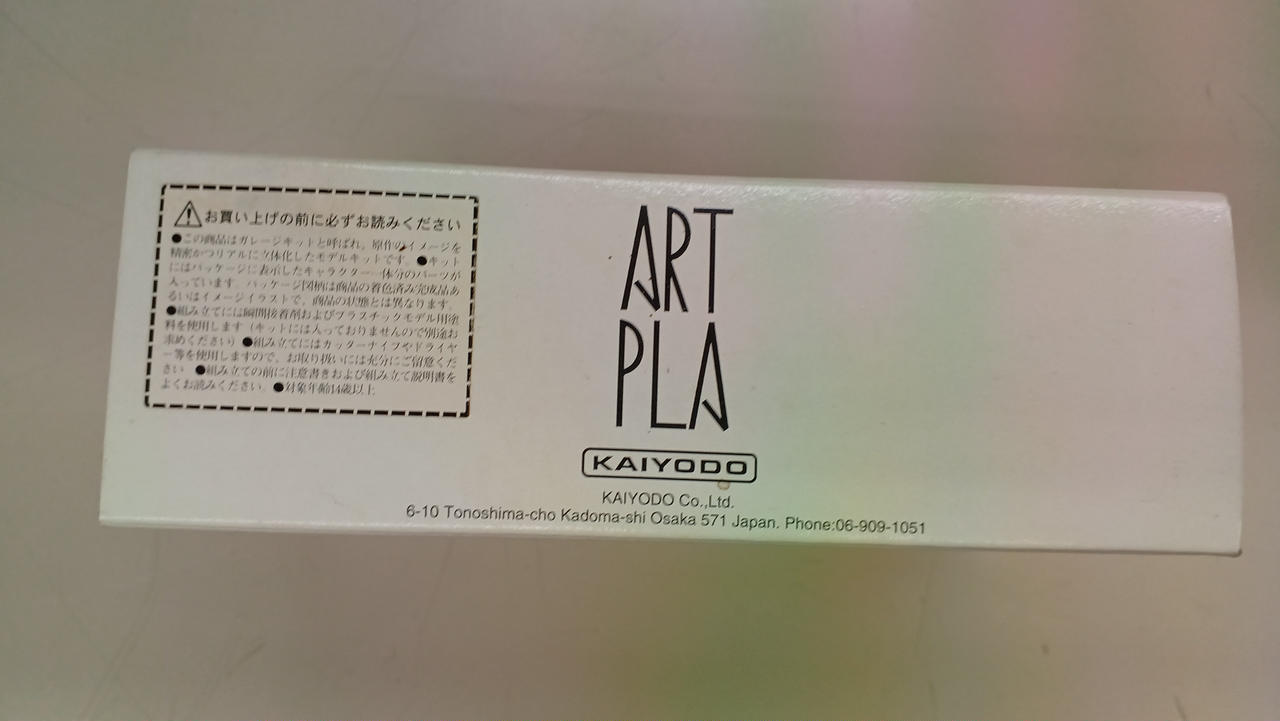 お買い上げの前に必ずお読みください
●この商品はガレージキットと呼ばれ、原作のイメージを
精密かつリアルに立体化したモデルキットです。●キット
にはパッケージに表示したキャラクター一体分のパーツが
入っています。パッケージ図柄は商品の着色済み完成品あ
るいはイメージイラストで、商品の状態とは異なります。
●組み立てには瞬間接着剤およびプラスチックモデル用塗
料を使用します（キットには入っておりませんので別途お
求めください）●組み立てにはカッターナイフやドライヤ
ー等を使用しますので、お取り扱いには充分にご留意くだ
さい ●組み立ての前に注意書きおよび組み立て説明書を
よくお読みください。●対象年齢14歳以上
ART
PLA
KAIYODO
KAIYODO Co.,Ltd.
6-10 Tonoshima-cho Kadoma-shi Osaka 571 Japan. Phone:06-909-1051